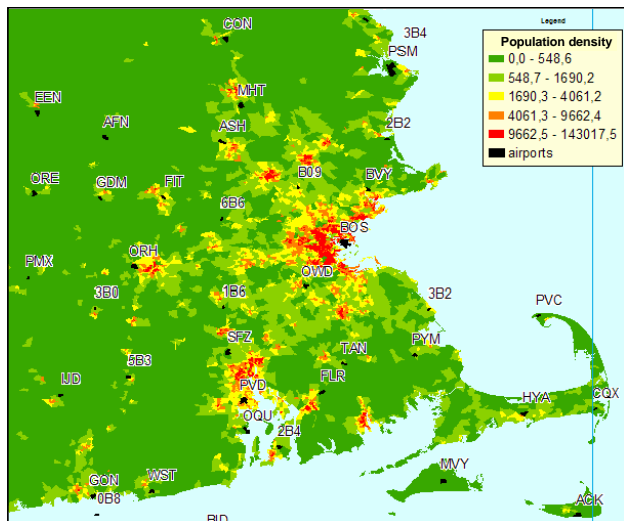 Legend
Population density
0,0 - 548,6
548,7 - 1690,2
1690,3 - 4061,2
4061,3 - 9662,4
9662,5 - 143017,5
airports
CON
3B4
PSM
MHT
EEN
AFN
ASH
2B2
B09
BVY
ORE
GDM
FIT
6B6
BOS
ORH
PMX
OWD
3B0
1B6
3B2
PVC
SFZ
TAN
PYM
5B3
IJD
PVD
FLR
HYA
CQX
OQU
2B4
MVY
GON
WST
0B8
ACK
BID